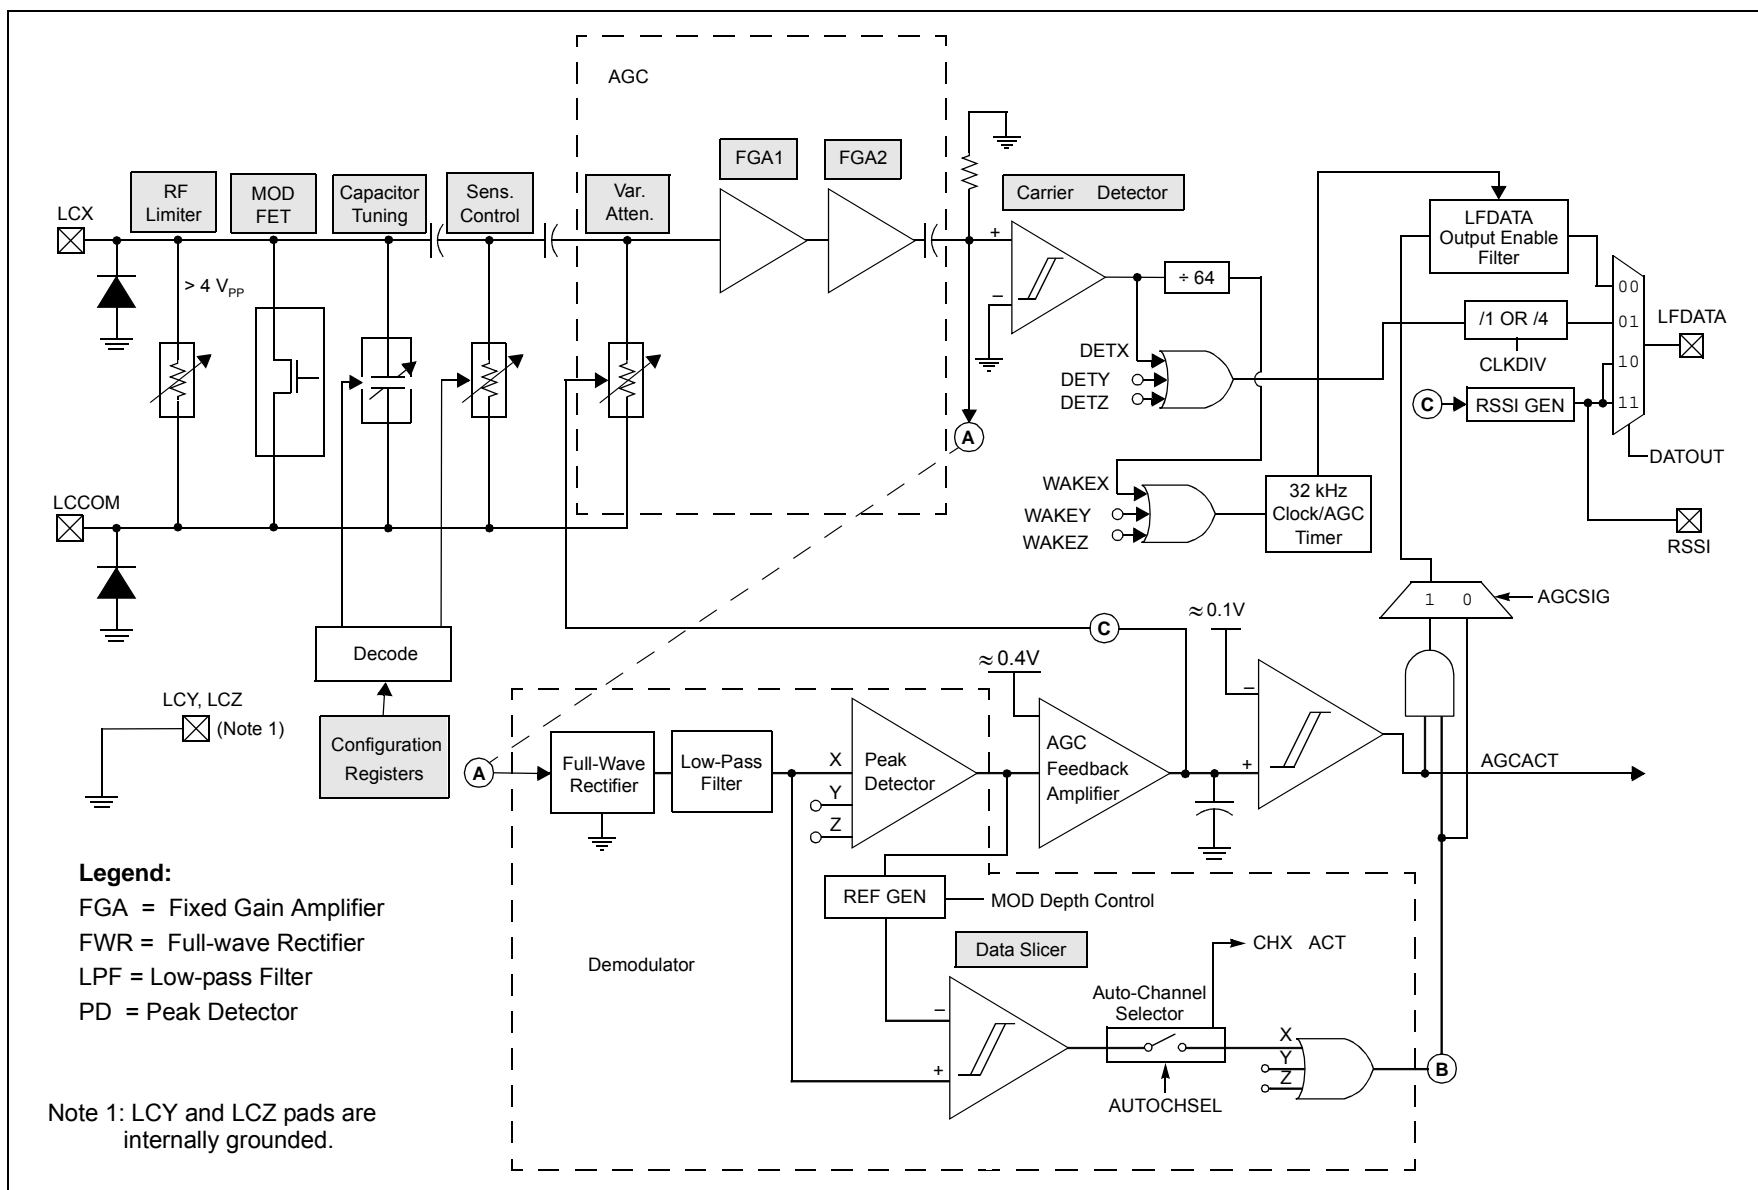 AGC
FGA1
FGA2
RF
Limiter
MOD
FET
Capacitor
Tuning
Sens.
Control
Var.
Atten.
Carrier Detector
LCX
> 4 VPP
+
–
÷ 64
LFDATA
Output Enable
Filter
00
01
10
11
/1 OR /4
CLKDIV
LFDATA
DETX
DETY
DETZ
C
RSSI GEN
DATOUT
A
LCCOM
WAKEX
WAKEY
WAKEZ
32 kHz
Clock/AGC
Timer
RSSI
1 0
AGCSIG
Decode
C
≈ 0.1V
≈ 0.4V
LCY, LCZ
(Note 1)
Configuration
Registers
A
Full-Wave
Rectifier
Low-Pass
Filter
X
Y
Z
Peak
Detector
AGC
Feedback
Amplifier
–
+
AGCACT
REF GEN
MOD Depth Control
Demodulator
Data Slicer
CHX ACT
Auto-Channel
Selector
–
+
X
Y
Z
B
AUTOCHSEL
Legend:
FGA = Fixed Gain Amplifier
FWR = Full-wave Rectifier
LPF = Low-pass Filter
PD = Peak Detector
Note 1: LCY and LCZ pads are
internally grounded.